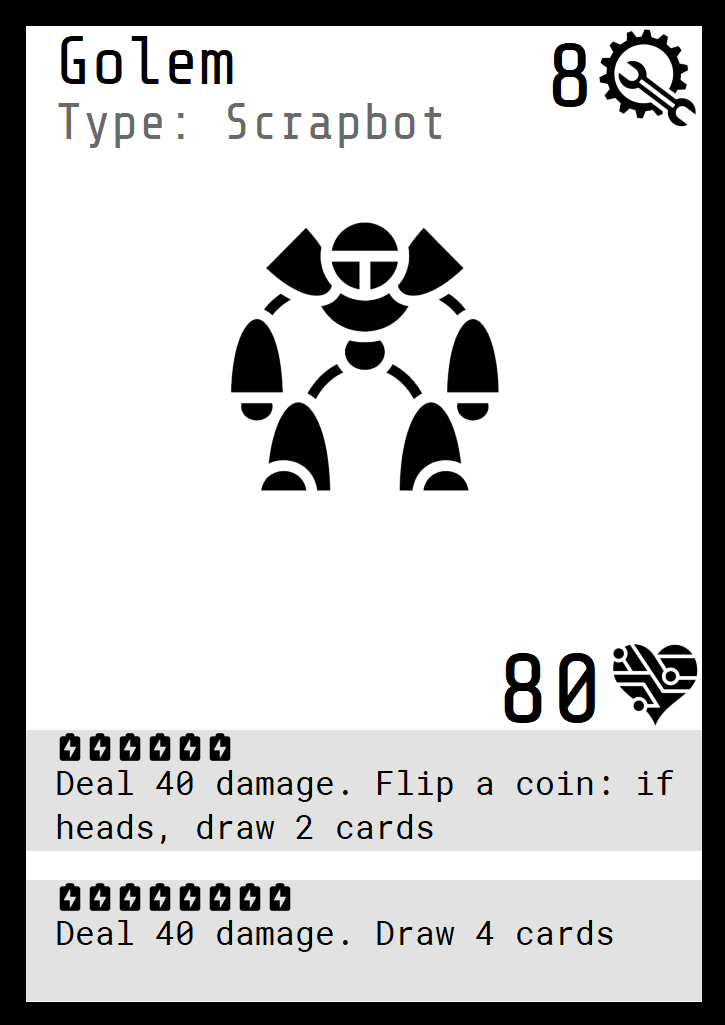 Golem
8
Type: Scrapbot
80
Deal 40 damage. Flip a coin: if
heads, draw 2 cards
Deal 40 damage. Draw 4 cards